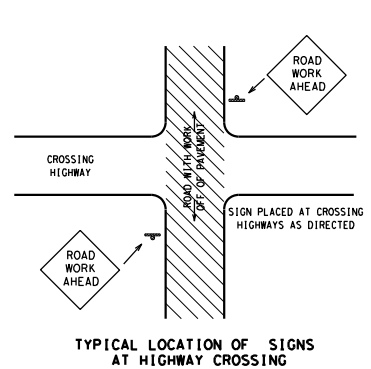 ROAD
WORK
AHEAD
ROAD WITH WORK
OFF OF PAVEMENT
CROSSING
HIGHWAY
SIGN PLACED AT CROSSING
HIGHWAYS AS DIRECTED
ROAD
WORK
AHEAD
TYPICAL LOCATION OF SIGNS
AT HIGHWAY CROSSING